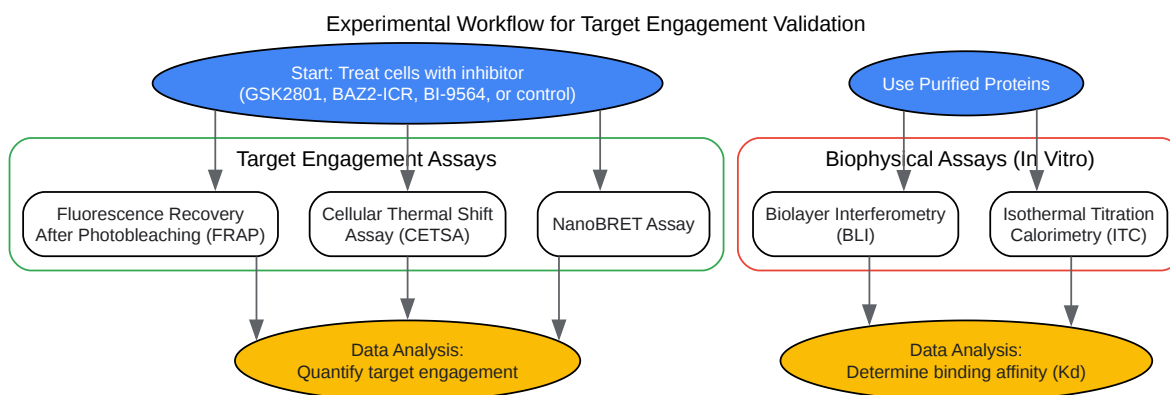 Experimental Workflow for Target Engagement Validation
Start: Treat cells with inhibitor
(GSK2801, BAZ2-ICR, BI-9564, or control)
Use Purified Proteins
Target Engagement Assays
Biophysical Assays (In Vitro)
Fluorescence Recovery
After Photobleaching (FRAP)
Cellular Thermal Shift
Assay (CETSA)
NanoBRET Assay
Biolayer Interferometry
(BLI)
Isothermal Titration
Calorimetry (ITC)
Data Analysis:
Quantify target engagement
Data Analysis:
Determine binding affinity (Kd)